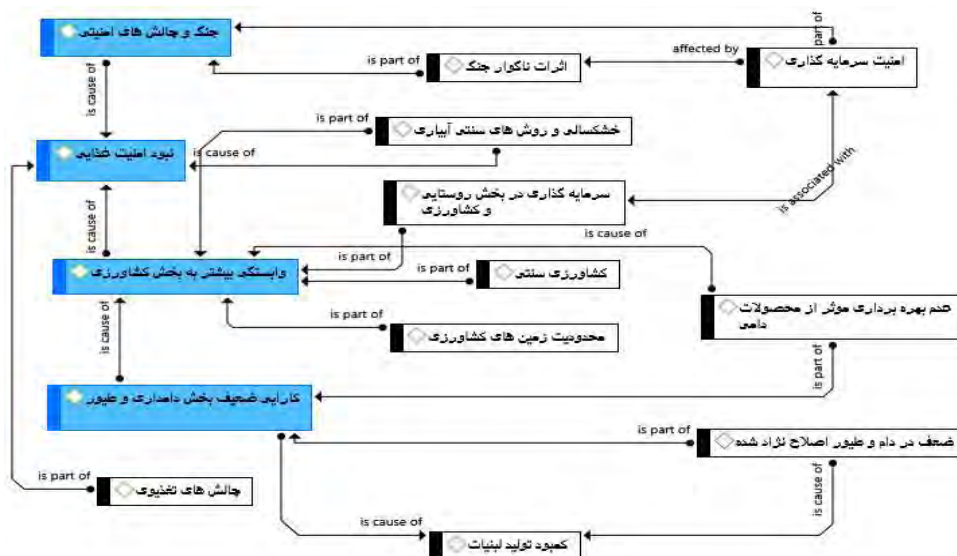 جنگ و چالش های امنیتی
part of
is part of
اثرات ناگوار جنگ
affected by
امنیت سرمایه گذاری
is cause of
is part of
خشکسالی و روش های سنتی آبیاری
نبود امنیت غذایی
is cause of
is associated with
سرمایه گذاری در بخش روستایی
و کشاورزی
is cause of
is cause of
is part of
وابستگی بیشتر به بخش کشاورزی
is part of
کشاورزی سنتی
عدم بهره برداری موثر از محصولات
دامی
is cause of
is part of
محدودیت زمین های کشاورزی
is part of
کارایی ضعیف بخش دامداری و طیور
is part of
ضعف در دام و طیور اصلاح نژاد شده
is part of
چالش های تغذیوی
is cause of
is cause of
کمبود تولید لبنیات